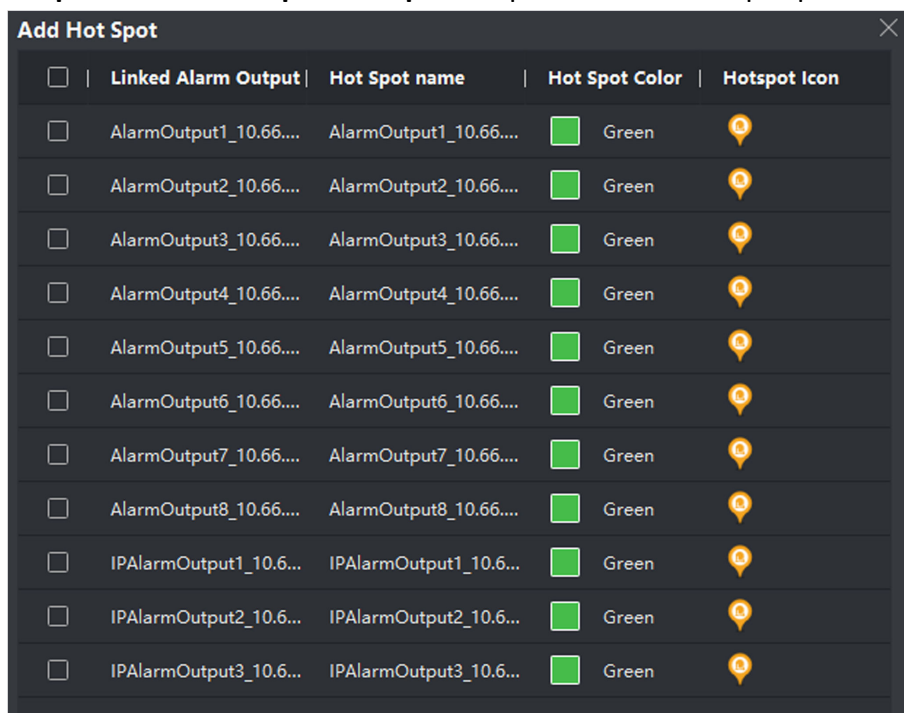 Add Hot Spot
Linked Alarm Output Hot Spot name Hot Spot Color Hotspot Icon
AlarmOutput1_10.66.... AlarmOutput1_10.66.... Green
AlarmOutput2_10.66.... AlarmOutput2_10.66.... Green
AlarmOutput3_10.66.... AlarmOutput3_10.66.... Green
AlarmOutput4_10.66.... AlarmOutput4_10.66.... Green
AlarmOutput5_10.66.... AlarmOutput5_10.66.... Green
AlarmOutput6_10.66.... AlarmOutput6_10.66.... Green
AlarmOutput7_10.66.... AlarmOutput7_10.66.... Green
AlarmOutput8_10.66.... AlarmOutput8_10.66.... Green
IPAlarmOutput1_10.6... IPAlarmOutput1_10.6... Green
IPAlarmOutput2_10.6... IPAlarmOutput2_10.6... Green
IPAlarmOutput3_10.6... IPAlarmOutput3_10.6... Green